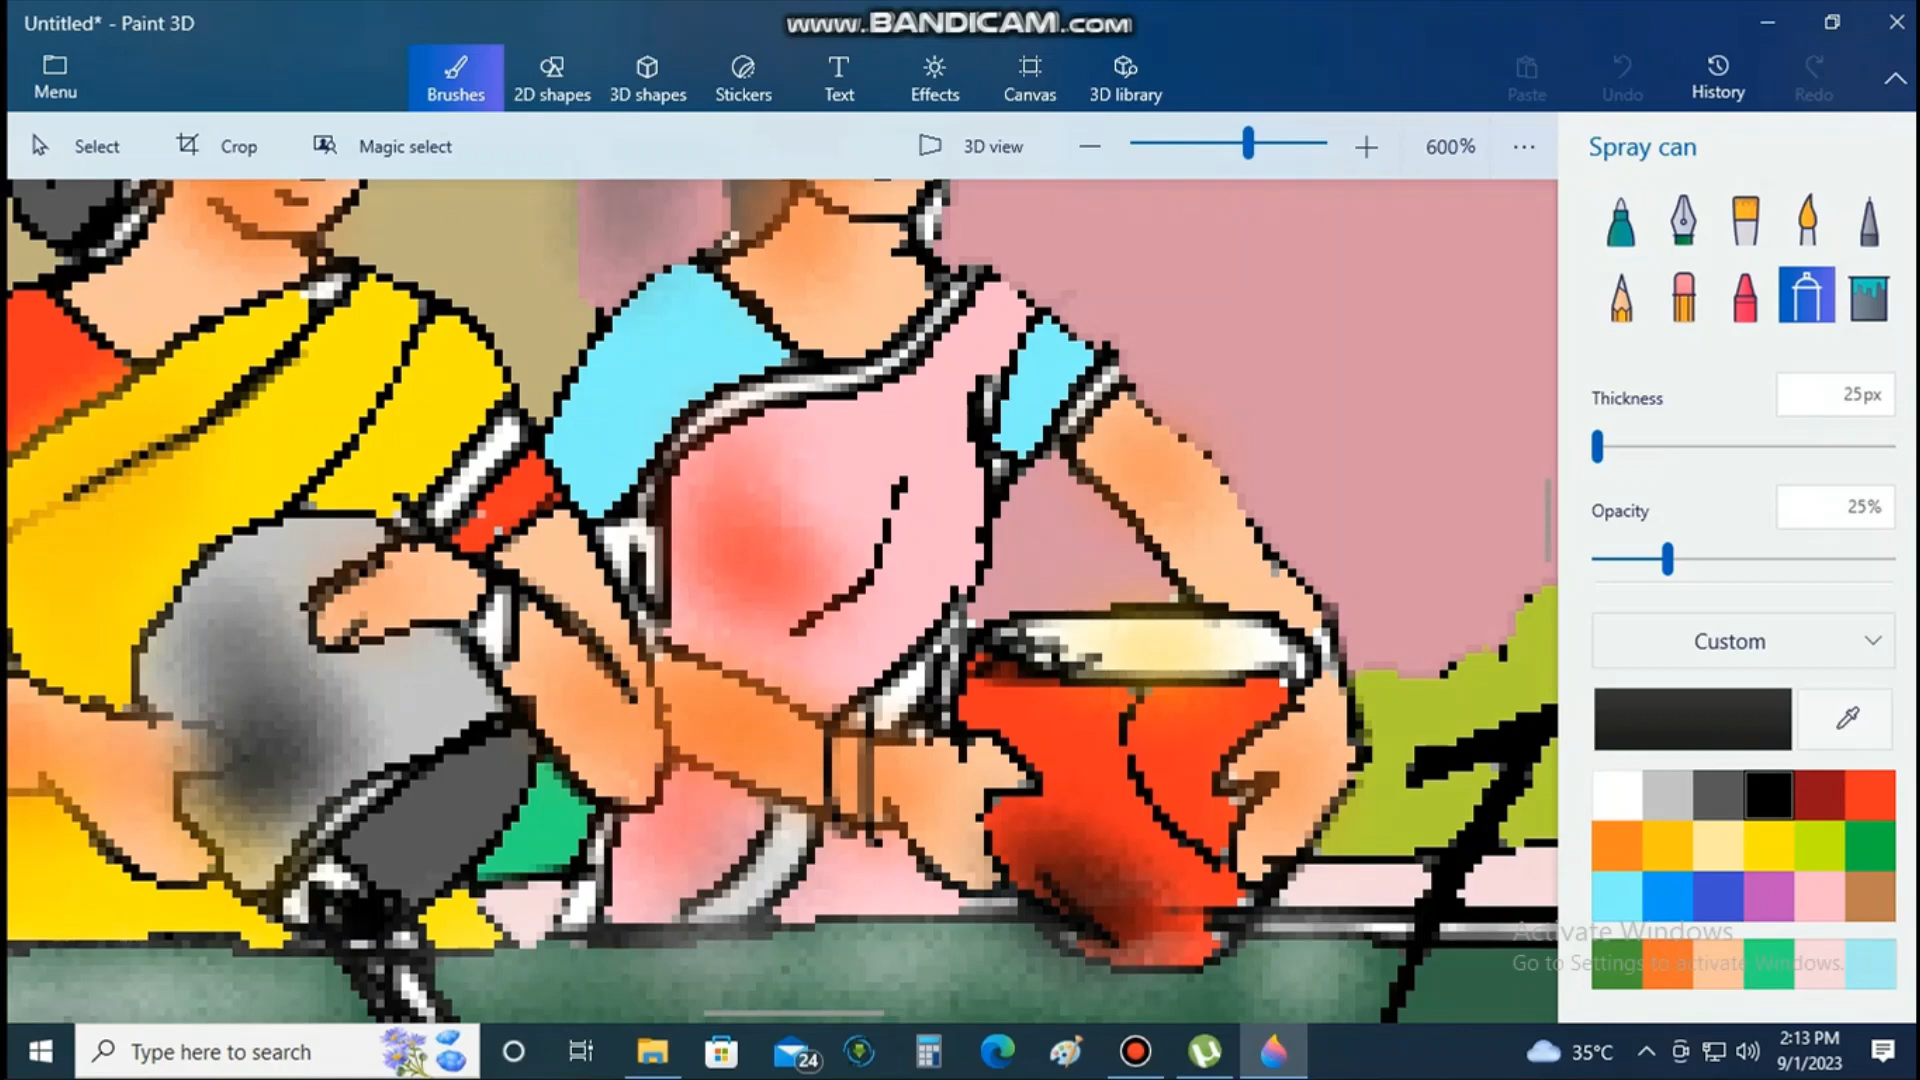 Untitled* - Paint 3D
www.BANDICAM.com
Menu
Brushes
2D shapes
3D shapes
Stickers
Text
Effects
Canvas
3D library
Paste
Undo
History
Redo
Select
Crop
Magic select
3D view
600%
Spray can
Thickness
25px
Opacity
25%
Custom
Activate Windows
Go to Settings to activate Windows.
Type here to search
24
35°C
2:13 PM
9/1/2023